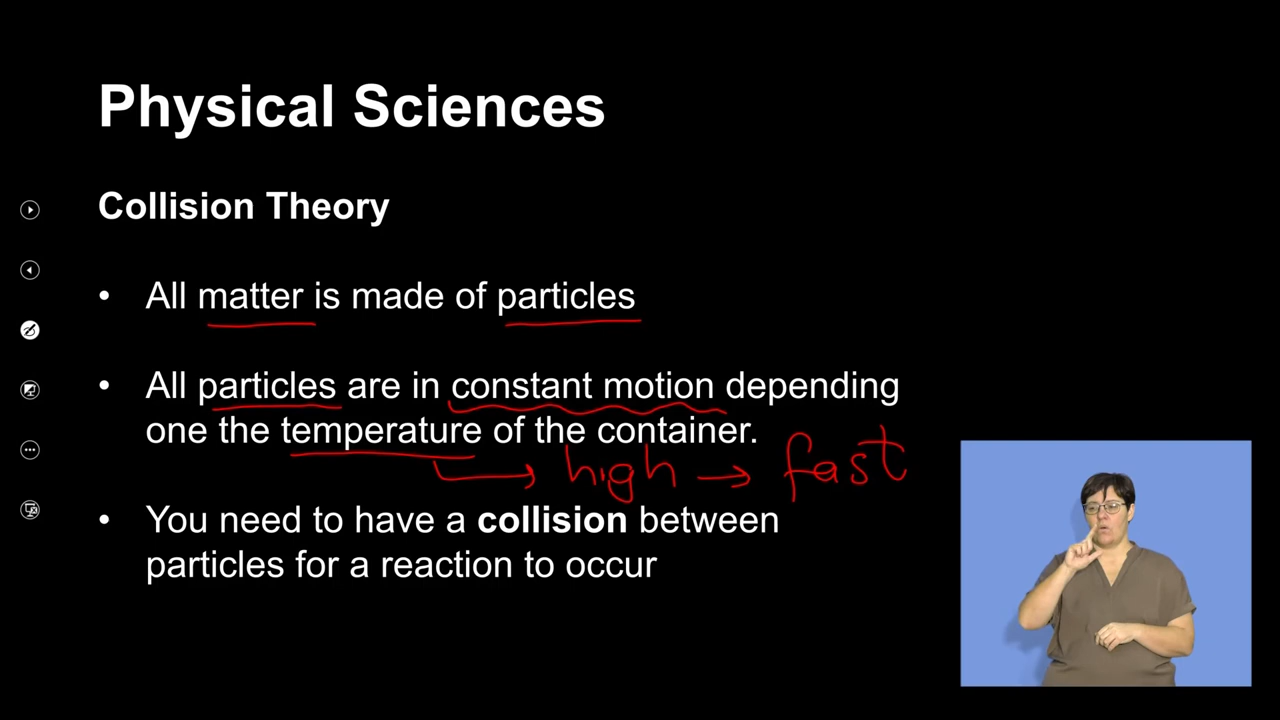 Physical Sciences
Collision Theory
• All matter is made of particles
• All particles are in constant motion depending
one the temperature of the container.
→ high → fast
• You need to have a collision between
particles for a reaction to occur